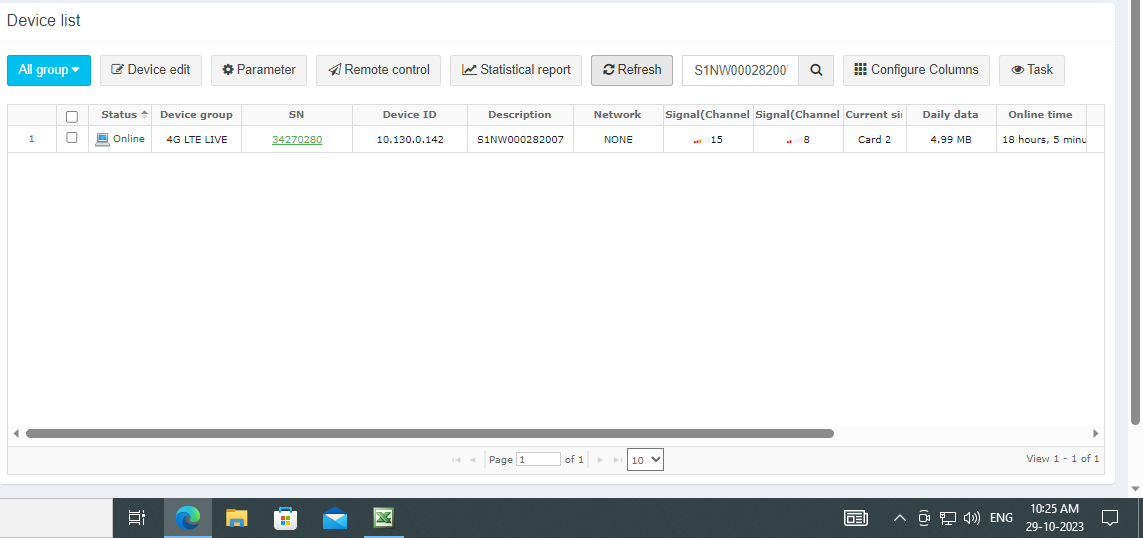 Device list
All group Device edit Parameter Remote control Statistical report Refresh S1NW00028200 Configure Columns Task
Status Device group SN Device ID Description Network Signal(Channel Signal(Channel Current si Daily data Online time
1 Online 4G LTE LIVE 34270280 10.130.0.142 S1NW000282007 NONE 15 8 Card 2 4.99 MB 18 hours, 5 minu
Page 1 of 1 10 View 1 - 1 of 1
ENG 10:25 AM
29-10-2023